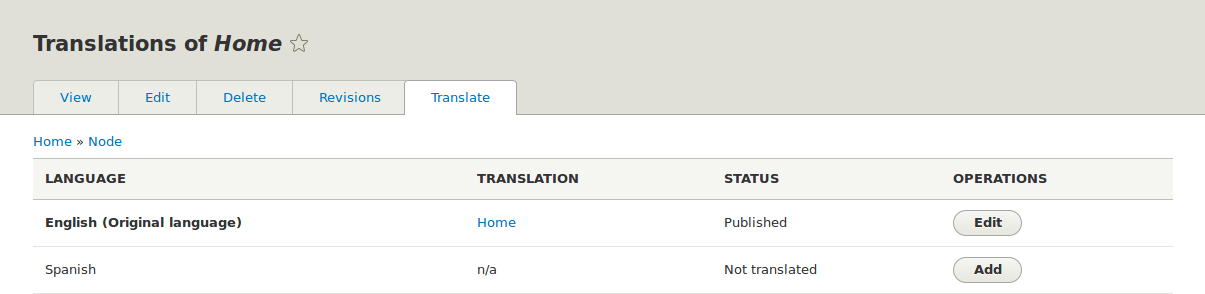 Translations of Home
View Edit Delete Revisions Translate
Home » Node
LANGUAGE TRANSLATION STATUS OPERATIONS
English (Original language) Home Published Edit
Spanish n/a Not translated Add